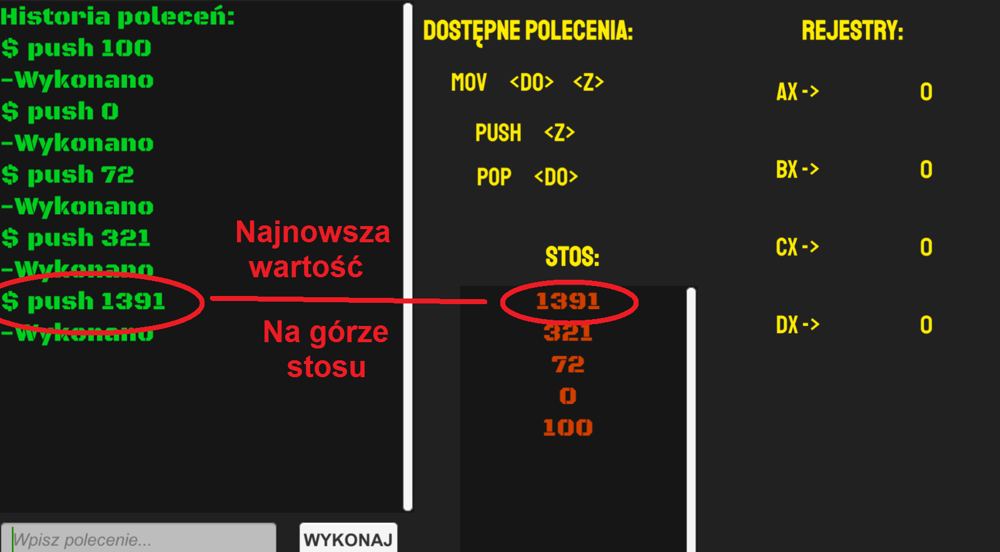 Historia poleceń:
$ push 100
-Wykonano
$ push 0
-Wykonano
$ push 72
-Wykonano
$ push 321
-Wykonano
$ push 1391
-Wykonano
Najnowsza
wartość
Na górze
stosu
Wpisz polecenie...
WYKONAJ
DOSTĘPNE POLECENIA:
MOV <DO> <Z>
PUSH <Z>
POP <DO>
STOS:
1391
321
72
0
100
REJESTRY:
AX -> 0
BX -> 0
CX -> 0
DX -> 0